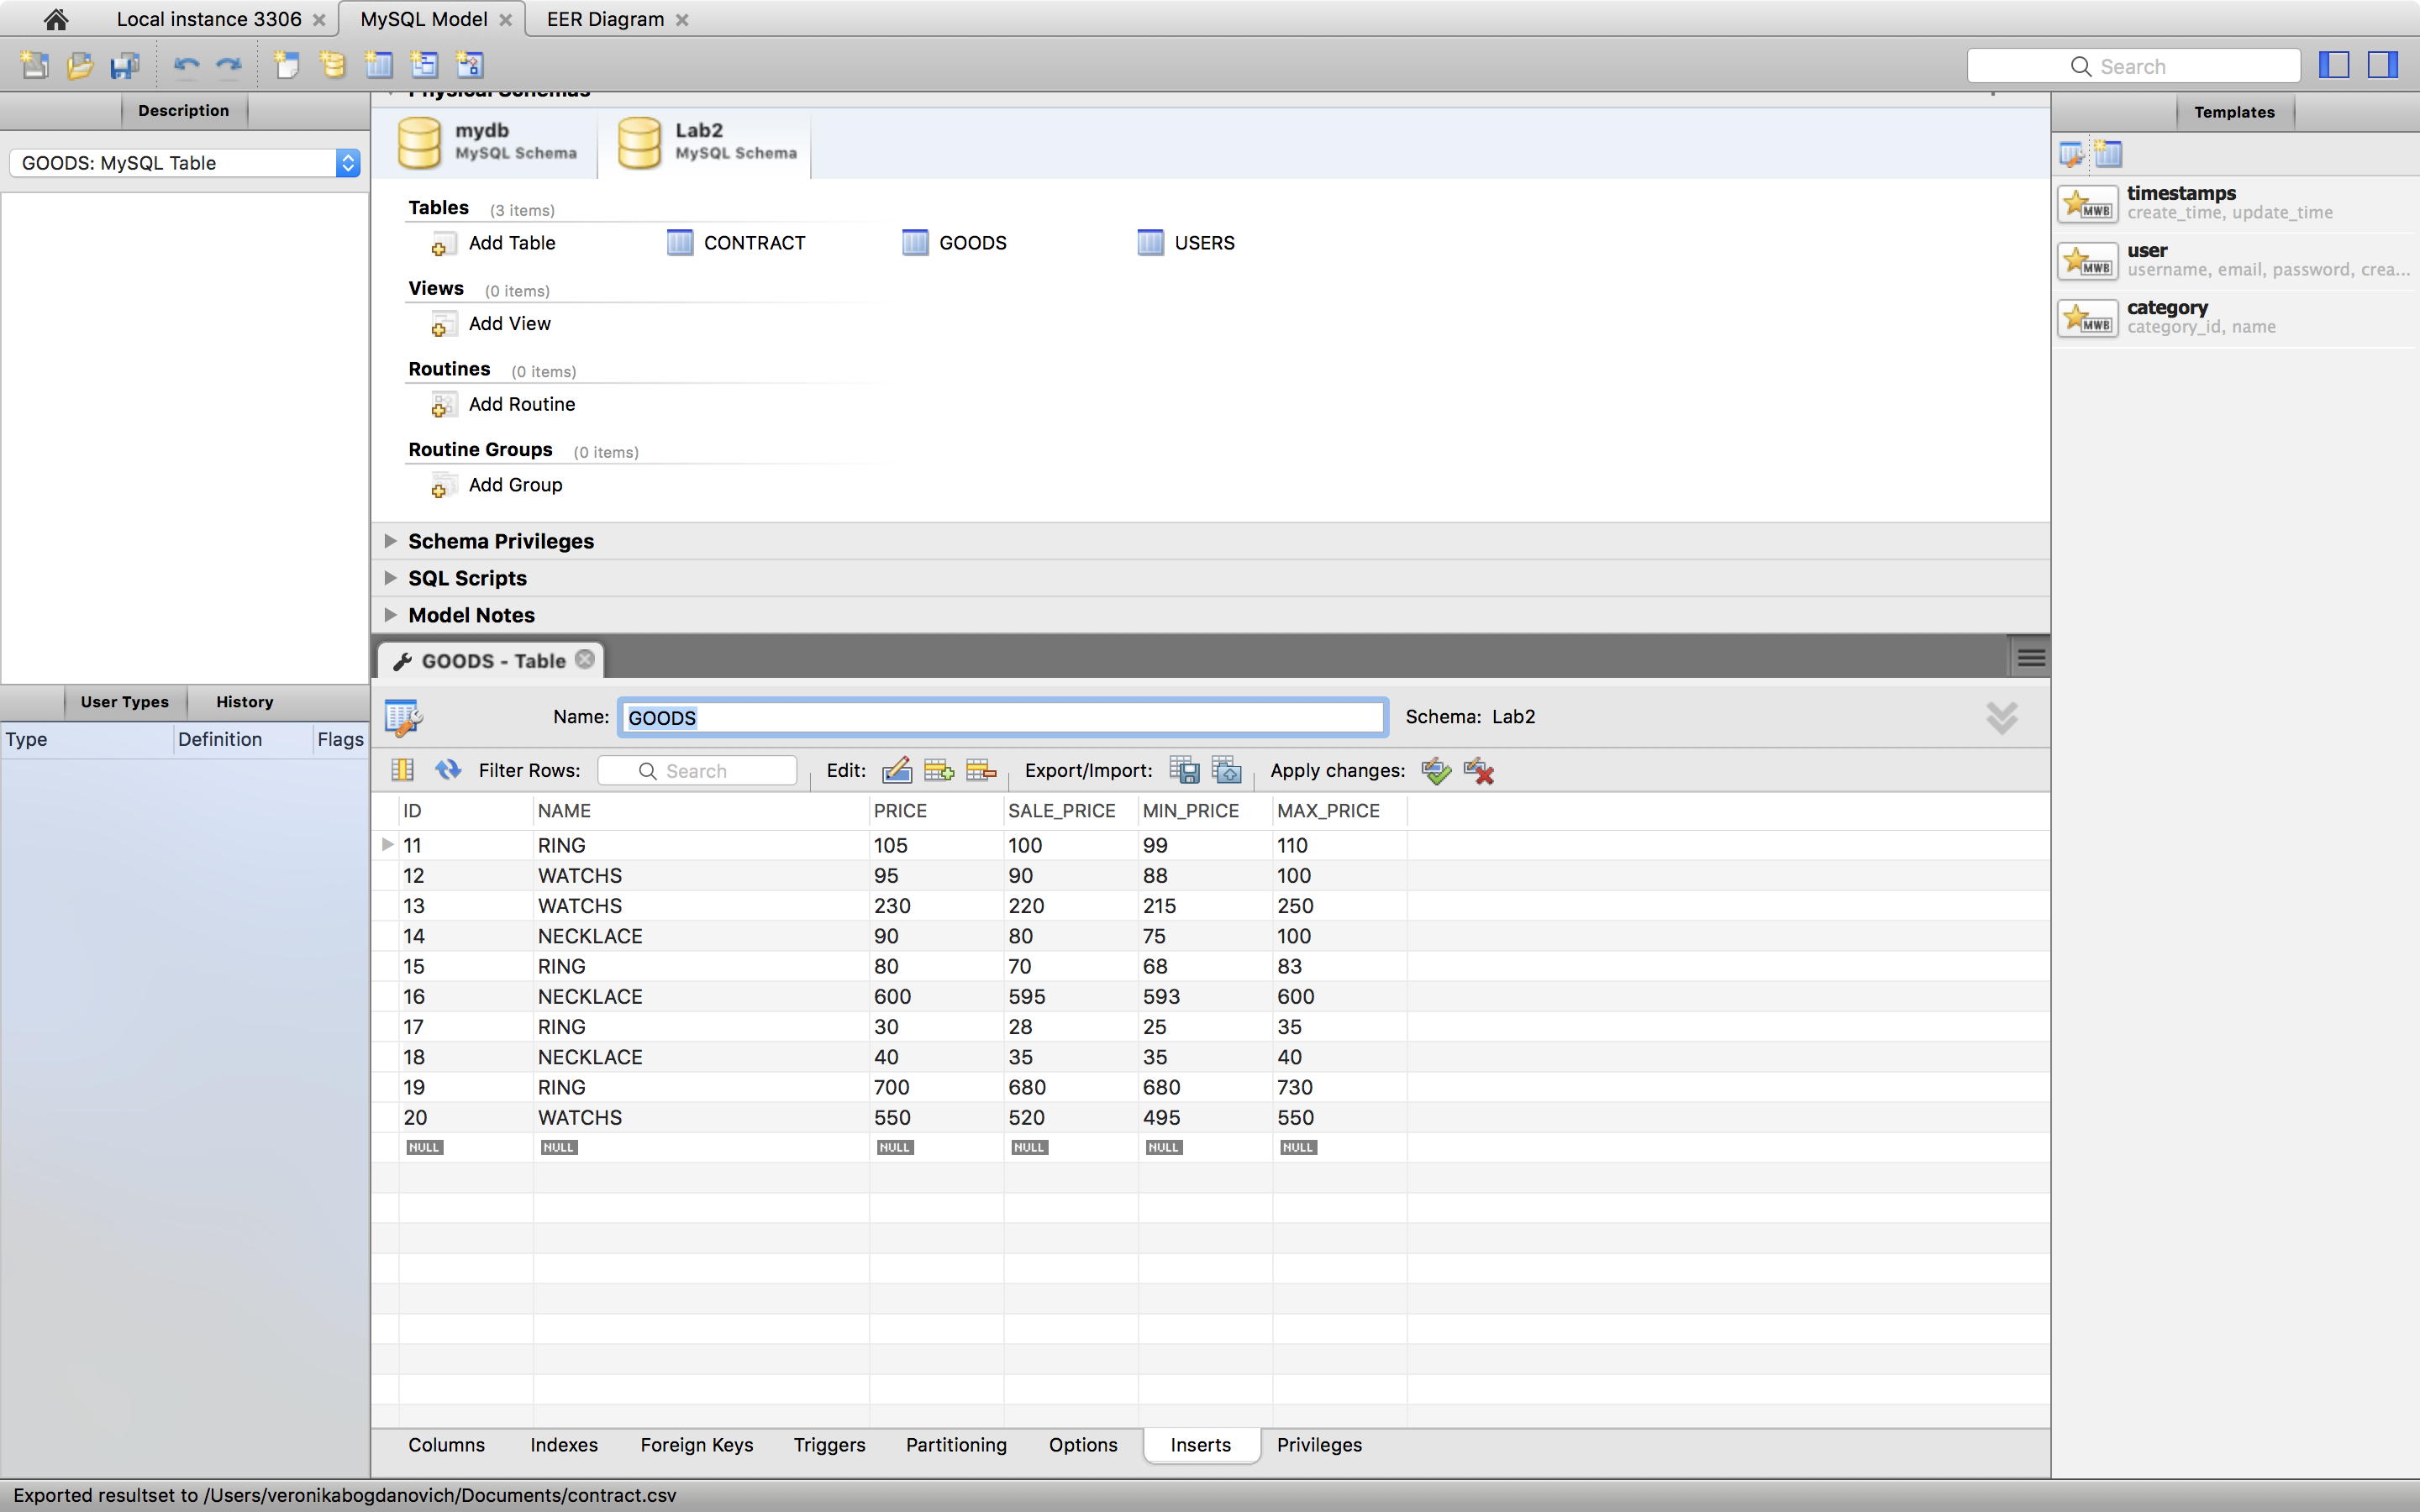 Local instance 3306 MySQL Model EER Diagram
Search
Description
GOODS: MySQL Table
Physical Schemas
mydb
MySQL Schema
Lab2
MySQL Schema
Tables (3 items)
Add Table CONTRACT GOODS USERS
Views (0 items)
Add View
Routines (0 items)
Add Routine
Routine Groups (0 items)
Add Group
Schema Privileges
SQL Scripts
Model Notes
Templates
MWB timestamps
create_time, update_time
MWB user
username, email, password, crea...
MWB category
category_id, name
User Types History
Type Definition Flags
GOODS - Table
Name: GOODS Schema: Lab2
Filter Rows: Search Edit: Export/Import: Apply changes:
ID NAME PRICE SALE_PRICE MIN_PRICE MAX_PRICE
11 RING 105 100 99 110
12 WATCHS 95 90 88 100
13 WATCHS 230 220 215 250
14 NECKLACE 90 80 75 100
15 RING 80 70 68 83
16 NECKLACE 600 595 593 600
17 RING 30 28 25 35
18 NECKLACE 40 35 35 40
19 RING 700 680 680 730
20 WATCHS 550 520 495 550
NULL NULL NULL NULL NULL NULL
Columns Indexes Foreign Keys Triggers Partitioning Options Inserts Privileges
Exported resultset to /Users/veronikabogdanovich/Documents/contract.csv